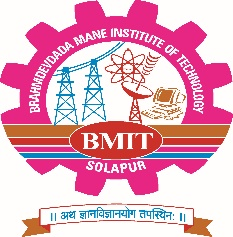 BRAHMDEVDADA MANE INSTITUTE OF TECHNOLOGY
BMIT
SOLAPUR
॥ अथ ज्ञानविज्ञानयोग तपस्विनः ॥